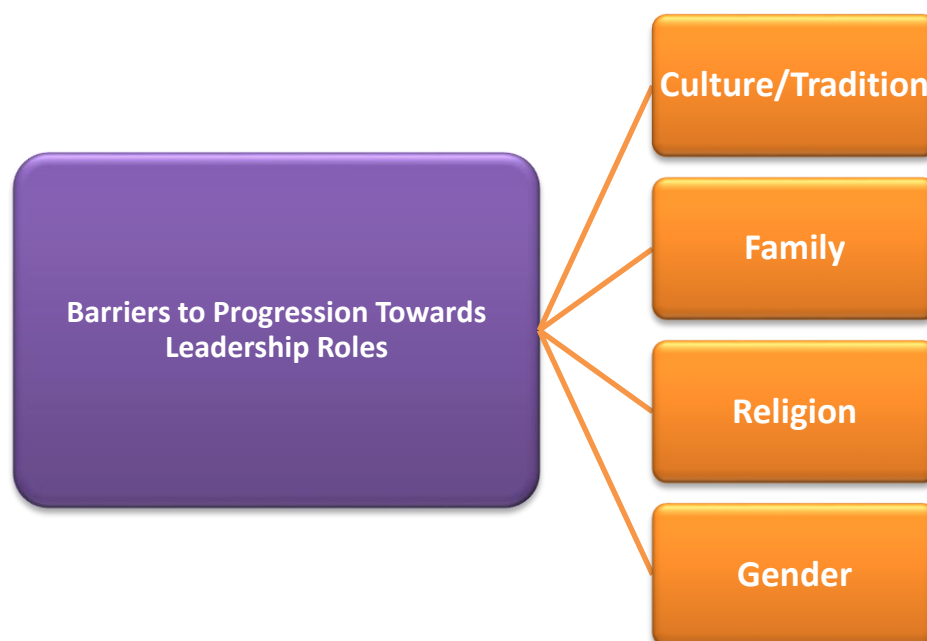 Barriers to Progression Towards
Leadership Roles
Culture/Tradition
Family
Religion
Gender